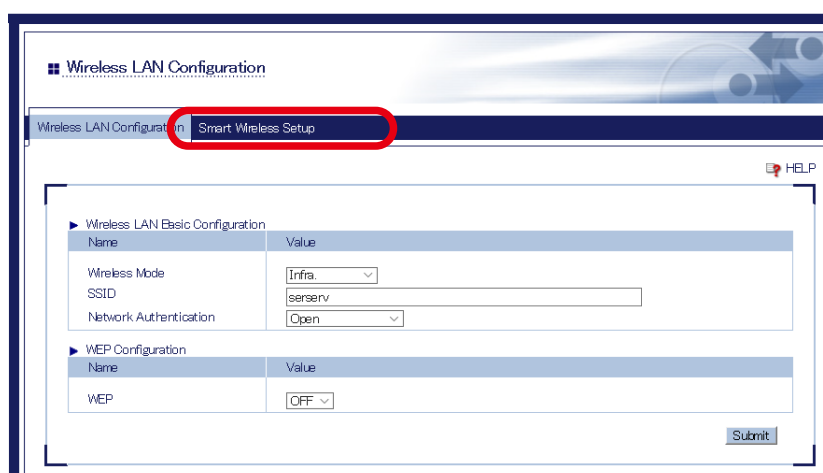 Wireless LAN Configuration
Wireless LAN Configuration Smart Wireless Setup
HELP
Wireless LAN Basic Configuration
Name Value
Wireless Mode Infra.
SSID serserv
Network Authentication Open
WEP Configuration
Name Value
WEP OFF
Submit